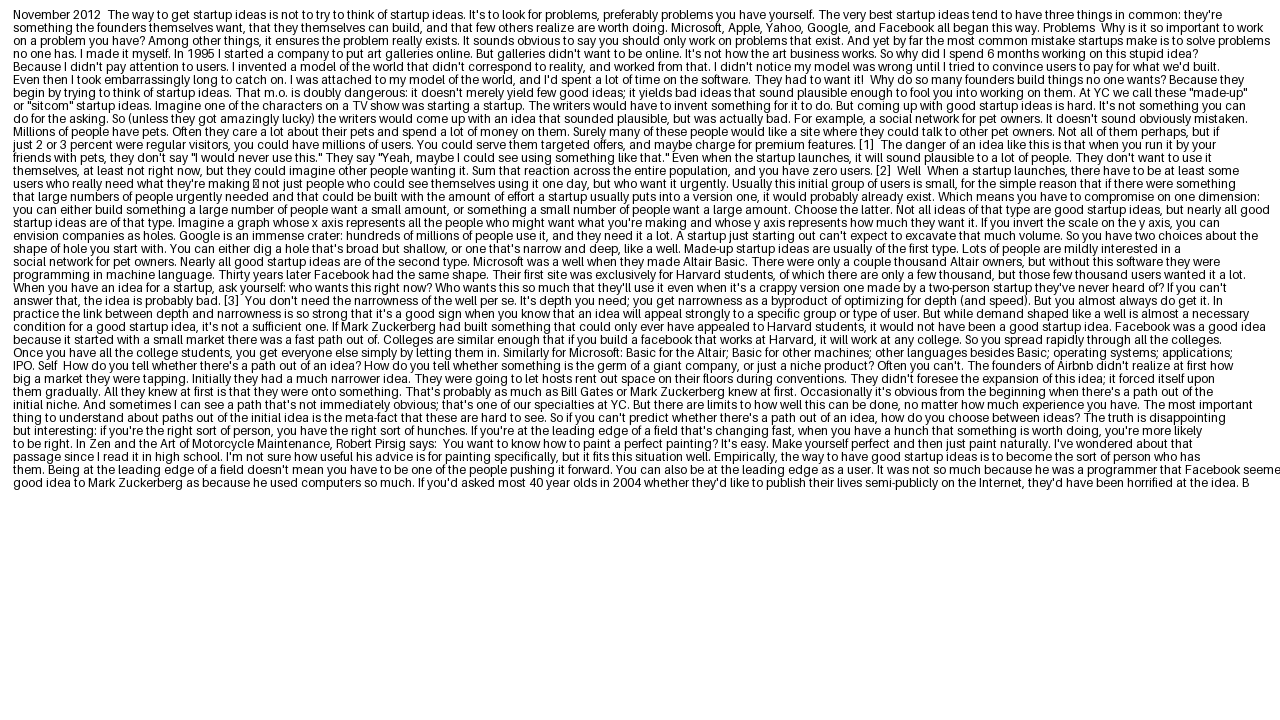 November 2012  The way to get startup ideas is not to try to think of startup ideas. It's to look for problems, preferably problems you have yourself. The very best startup ideas tend to have three things in common: they're
something the founders themselves want, that they themselves can build, and that few others realize are worth doing. Microsoft, Apple, Yahoo, Google, and Facebook all began this way. Problems  Why is it so important to work
on a problem you have? Among other things, it ensures the problem really exists. It sounds obvious to say you should only work on problems that exist. And yet by far the most common mistake startups make is to solve problems
no one has. I made it myself. In 1995 I started a company to put art galleries online. But galleries didn't want to be online. It's not how the art business works. So why did I spend 6 months working on this stupid idea?
Because I didn't pay attention to users. I invented a model of the world that didn't correspond to reality, and worked from that. I didn't notice my model was wrong until I tried to convince users to pay for what we'd built.
Even then I took embarrassingly long to catch on. I was attached to my model of the world, and I'd spent a lot of time on the software. They had to want it!  Why do so many founders build things no one wants? Because they
begin by trying to think of startup ideas. That m.o. is doubly dangerous: it doesn't merely yield few good ideas; it yields bad ideas that sound plausible enough to fool you into working on them. At YC we call these "made-up"
or "sitcom" startup ideas. Imagine one of the characters on a TV show was starting a startup. The writers would have to invent something for it to do. But coming up with good startup ideas is hard. It's not something you can
do for the asking. So (unless they got amazingly lucky) the writers would come up with an idea that sounded plausible, but was actually bad. For example, a social network for pet owners. It doesn't sound obviously mistaken.
Millions of people have pets. Often they care a lot about their pets and spend a lot of money on them. Surely many of these people would like a site where they could talk to other pet owners. Not all of them perhaps, but if
just 2 or 3 percent were regular visitors, you could have millions of users. You could serve them targeted offers, and maybe charge for premium features. [1]  The danger of an idea like this is that when you run it by your
friends with pets, they don't say "I would never use this." They say "Yeah, maybe I could see using something like that." Even when the startup launches, it will sound plausible to a lot of people. They don't want to use it
themselves, at least not right now, but they could imagine other people wanting it. Sum that reaction across the entire population, and you have zero users. [2]  Well  When a startup launches, there have to be at least some
users who really need what they're making � not just people who could see themselves using it one day, but who want it urgently. Usually this initial group of users is small, for the simple reason that if there were something
that large numbers of people urgently needed and that could be built with the amount of effort a startup usually puts into a version one, it would probably already exist. Which means you have to compromise on one dimension:
you can either build something a large number of people want a small amount, or something a small number of people want a large amount. Choose the latter. Not all ideas of that type are good startup ideas, but nearly all good
startup ideas are of that type. Imagine a graph whose x axis represents all the people who might want what you're making and whose y axis represents how much they want it. If you invert the scale on the y axis, you can
envision companies as holes. Google is an immense crater: hundreds of millions of people use it, and they need it a lot. A startup just starting out can't expect to excavate that much volume. So you have two choices about the
shape of hole you start with. You can either dig a hole that's broad but shallow, or one that's narrow and deep, like a well. Made-up startup ideas are usually of the first type. Lots of people are mildly interested in a
social network for pet owners. Nearly all good startup ideas are of the second type. Microsoft was a well when they made Altair Basic. There were only a couple thousand Altair owners, but without this software they were
programming in machine language. Thirty years later Facebook had the same shape. Their first site was exclusively for Harvard students, of which there are only a few thousand, but those few thousand users wanted it a lot.
When you have an idea for a startup, ask yourself: who wants this right now? Who wants this so much that they'll use it even when it's a crappy version one made by a two-person startup they've never heard of? If you can't
answer that, the idea is probably bad. [3]  You don't need the narrowness of the well per se. It's depth you need; you get narrowness as a byproduct of optimizing for depth (and speed). But you almost always do get it. In
practice the link between depth and narrowness is so strong that it's a good sign when you know that an idea will appeal strongly to a specific group or type of user. But while demand shaped like a well is almost a necessary
condition for a good startup idea, it's not a sufficient one. If Mark Zuckerberg had built something that could only ever have appealed to Harvard students, it would not have been a good startup idea. Facebook was a good idea
because it started with a small market there was a fast path out of. Colleges are similar enough that if you build a facebook that works at Harvard, it will work at any college. So you spread rapidly through all the colleges.
Once you have all the college students, you get everyone else simply by letting them in. Similarly for Microsoft: Basic for the Altair; Basic for other machines; other languages besides Basic; operating systems; applications;
IPO. Self  How do you tell whether there's a path out of an idea? How do you tell whether something is the germ of a giant company, or just a niche product? Often you can't. The founders of Airbnb didn't realize at first how
big a market they were tapping. Initially they had a much narrower idea. They were going to let hosts rent out space on their floors during conventions. They didn't foresee the expansion of this idea; it forced itself upon
them gradually. All they knew at first is that they were onto something. That's probably as much as Bill Gates or Mark Zuckerberg knew at first. Occasionally it's obvious from the beginning when there's a path out of the
initial niche. And sometimes I can see a path that's not immediately obvious; that's one of our specialties at YC. But there are limits to how well this can be done, no matter how much experience you have. The most important
thing to understand about paths out of the initial idea is the meta-fact that these are hard to see. So if you can't predict whether there's a path out of an idea, how do you choose between ideas? The truth is disappointing
but interesting: if you're the right sort of person, you have the right sort of hunches. If you're at the leading edge of a field that's changing fast, when you have a hunch that something is worth doing, you're more likely
to be right. In Zen and the Art of Motorcycle Maintenance, Robert Pirsig says:  You want to know how to paint a perfect painting? It's easy. Make yourself perfect and then just paint naturally. I've wondered about that
passage since I read it in high school. I'm not sure how useful his advice is for painting specifically, but it fits this situation well. Empirically, the way to have good startup ideas is to become the sort of person who has
them. Being at the leading edge of a field doesn't mean you have to be one of the people pushing it forward. You can also be at the leading edge as a user. It was not so much because he was a programmer that Facebook seeme
good idea to Mark Zuckerberg as because he used computers so much. If you'd asked most 40 year olds in 2004 whether they'd like to publish their lives semi-publicly on the Internet, they'd have been horrified at the idea. B